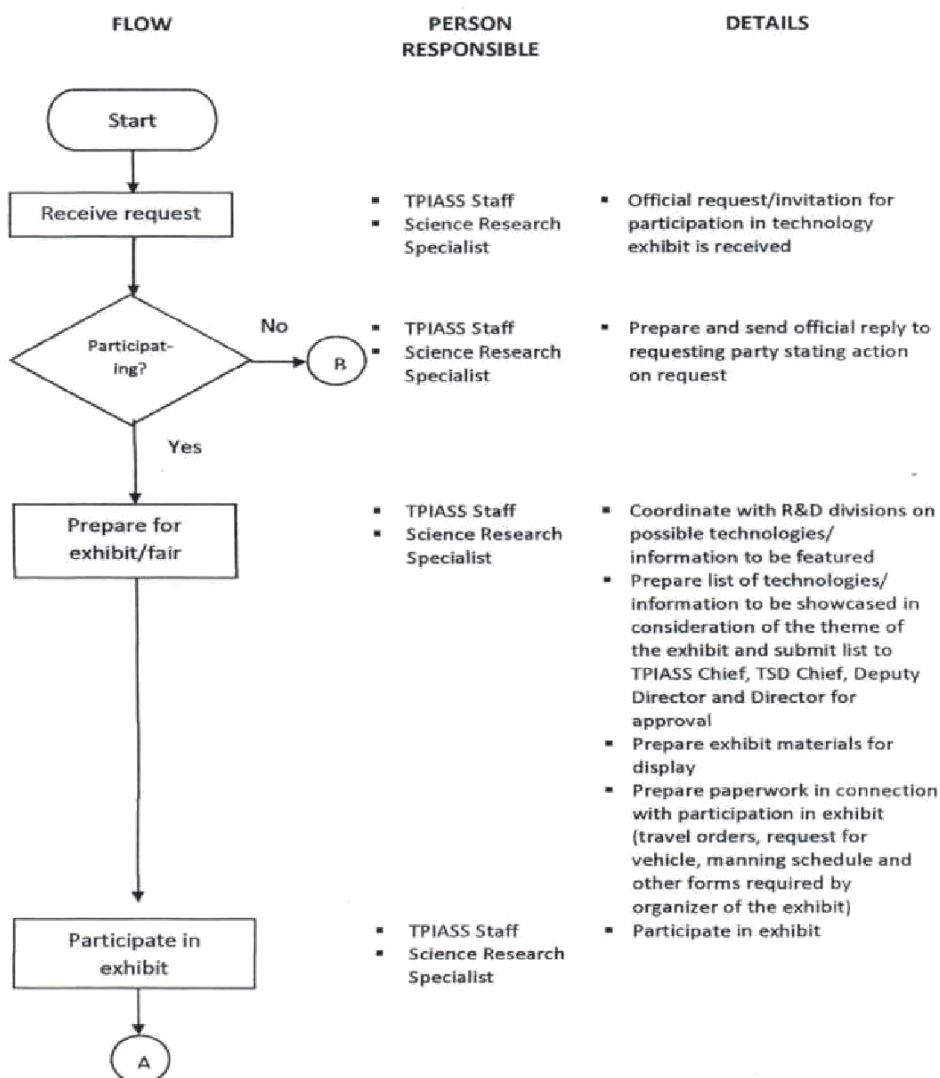 FLOW
PERSON
RESPONSIBLE
DETAILS
Start
Receive request
▪ TPIASS Staff
▪ Science Research
Specialist
▪ Official request/invitation for
participation in technology
exhibit is received
Participat-
ing?
No
B
▪ TPIASS Staff
▪ Science Research
Specialist
▪ Prepare and send official reply to
requesting party stating action
on request
Yes
Prepare for
exhibit/fair
▪ TPIASS Staff
▪ Science Research
Specialist
▪ Coordinate with R&D divisions on
possible technologies/
information to be featured
▪ Prepare list of technologies/
information to be showcased in
consideration of the theme of
the exhibit and submit list to
TPIASS Chief, TSD Chief, Deputy
Director and Director for
approval
▪ Prepare exhibit materials for
display
▪ Prepare paperwork in connection
with participation in exhibit
(travel orders, request for
vehicle, manning schedule and
other forms required by
organizer of the exhibit)
Participate in
exhibit
▪ TPIASS Staff
▪ Science Research
Specialist
▪ Participate in exhibit
A